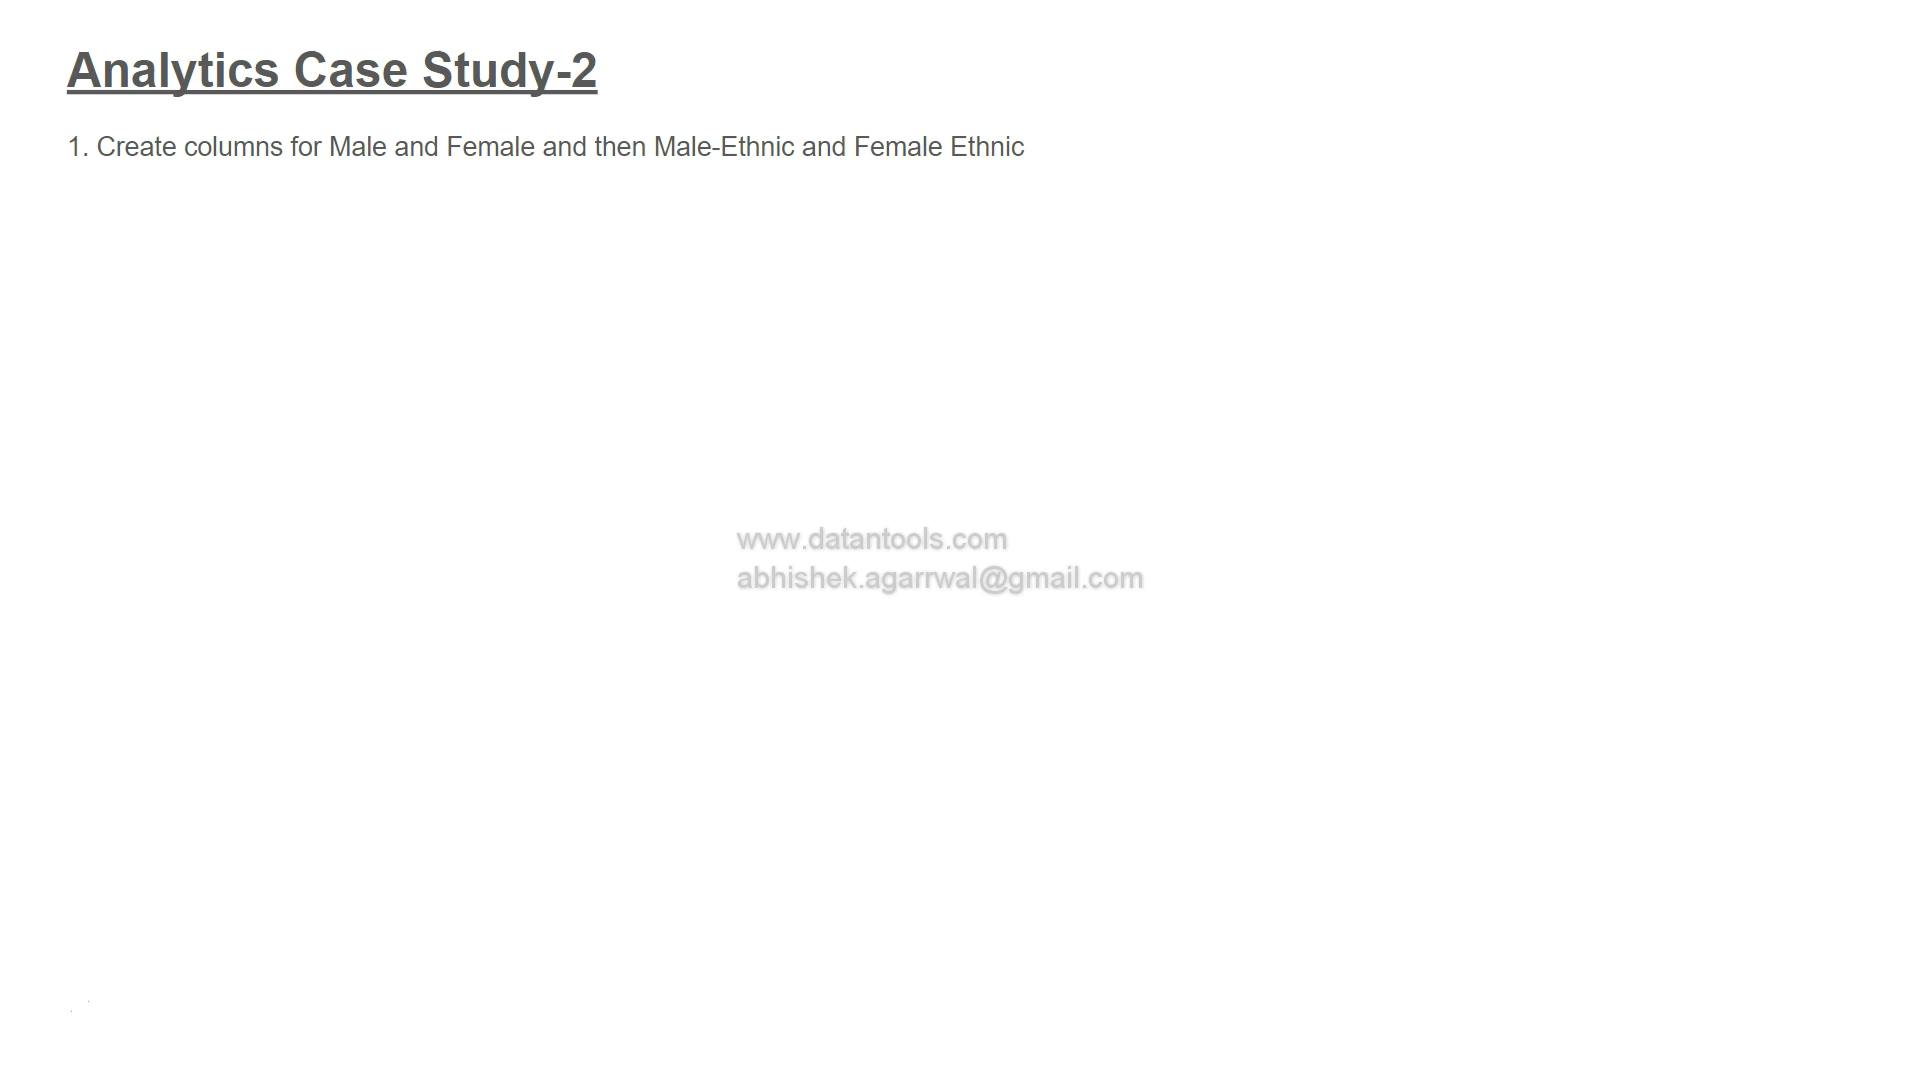 Analytics Case Study-2
1. Create columns for Male and Female and then Male-Ethnic and Female Ethnic
www.datantools.com
abhishek.agarrwal@gmail.com